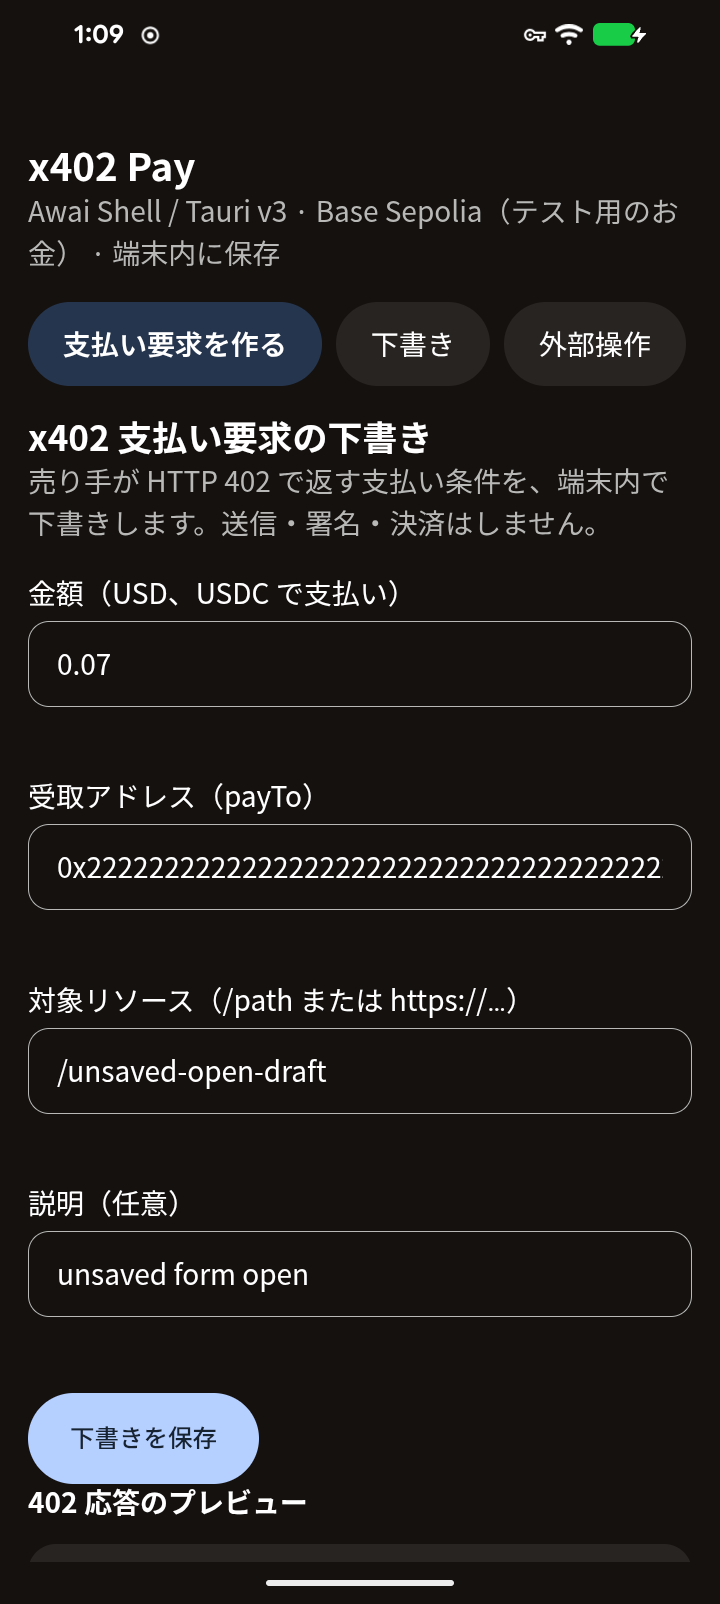 1:09
x402 Pay
Awai Shell / Tauri v3 · Base Sepolia（テスト用のお
金） · 端末内に保存
支払い要求を作る 下書き 外部操作
x402 支払い要求の下書き
売り手が HTTP 402 で返す支払い条件を、端末内で
下書きします。送信・署名・決済はしません。
金額（USD、USDC で支払い）
0.07
受取アドレス（payTo）
0x22222222222222222222222222222222222222
対象リソース（/path または https://…）
/unsaved-open-draft
説明（任意）
unsaved form open
下書きを保存
402 応答のプレビュー